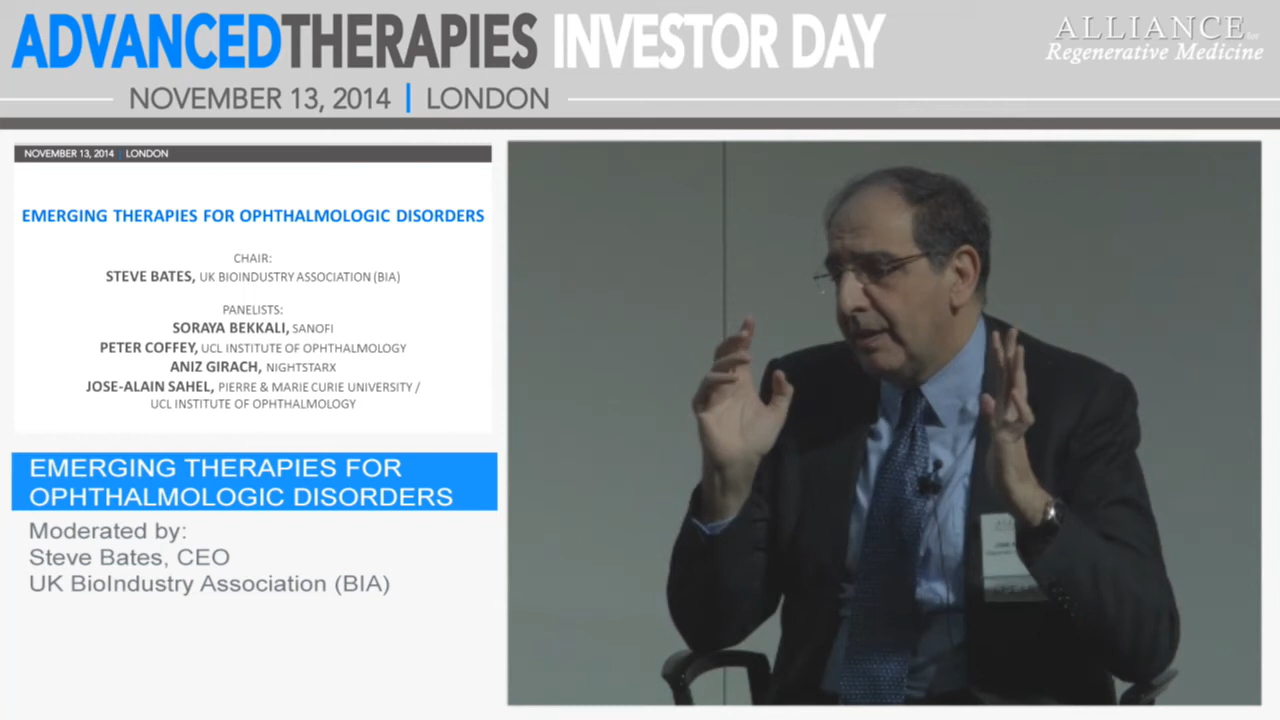 ADVANCEDTHERAPIES INVESTOR DAY
NOVEMBER 13, 2014 | LONDON
ALLIANCE for
Regenerative Medicine
NOVEMBER 13, 2014 | LONDON
EMERGING THERAPIES FOR OPHTHALMOLOGIC DISORDERS
CHAIR:
STEVE BATES, UK BIOINDUSTRY ASSOCIATION (BIA)
PANELISTS:
SORAYA BEKKALI, SANOFI
PETER COFFEY, UCL INSTITUTE OF OPHTHALMOLOGY
ANIZ GIRACH, NIGHTSTARX
JOSE-ALAIN SAHEL, PIERRE & MARIE CURIE UNIVERSITY /
UCL INSTITUTE OF OPHTHALMOLOGY
EMERGING THERAPIES FOR
OPHTHALMOLOGIC DISORDERS
Moderated by:
Steve Bates, CEO
UK BioIndustry Association (BIA)